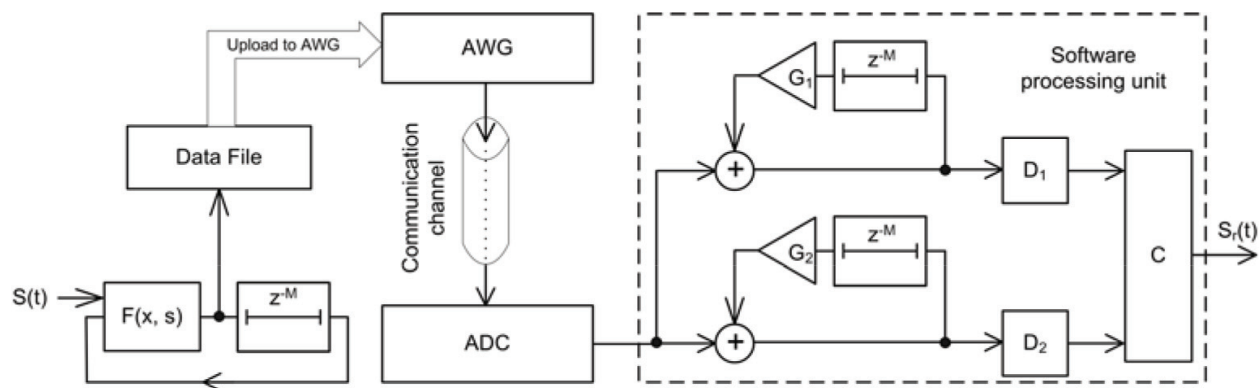 Upload to AWG
AWG
Data File
Communication
channel
S(t)
F(x, s)
z⁻ᴹ
ADC
Software
processing unit
G₁
z⁻ᴹ
+
D₁
G₂
z⁻ᴹ
+
D₂
C
Sᵣ(t)